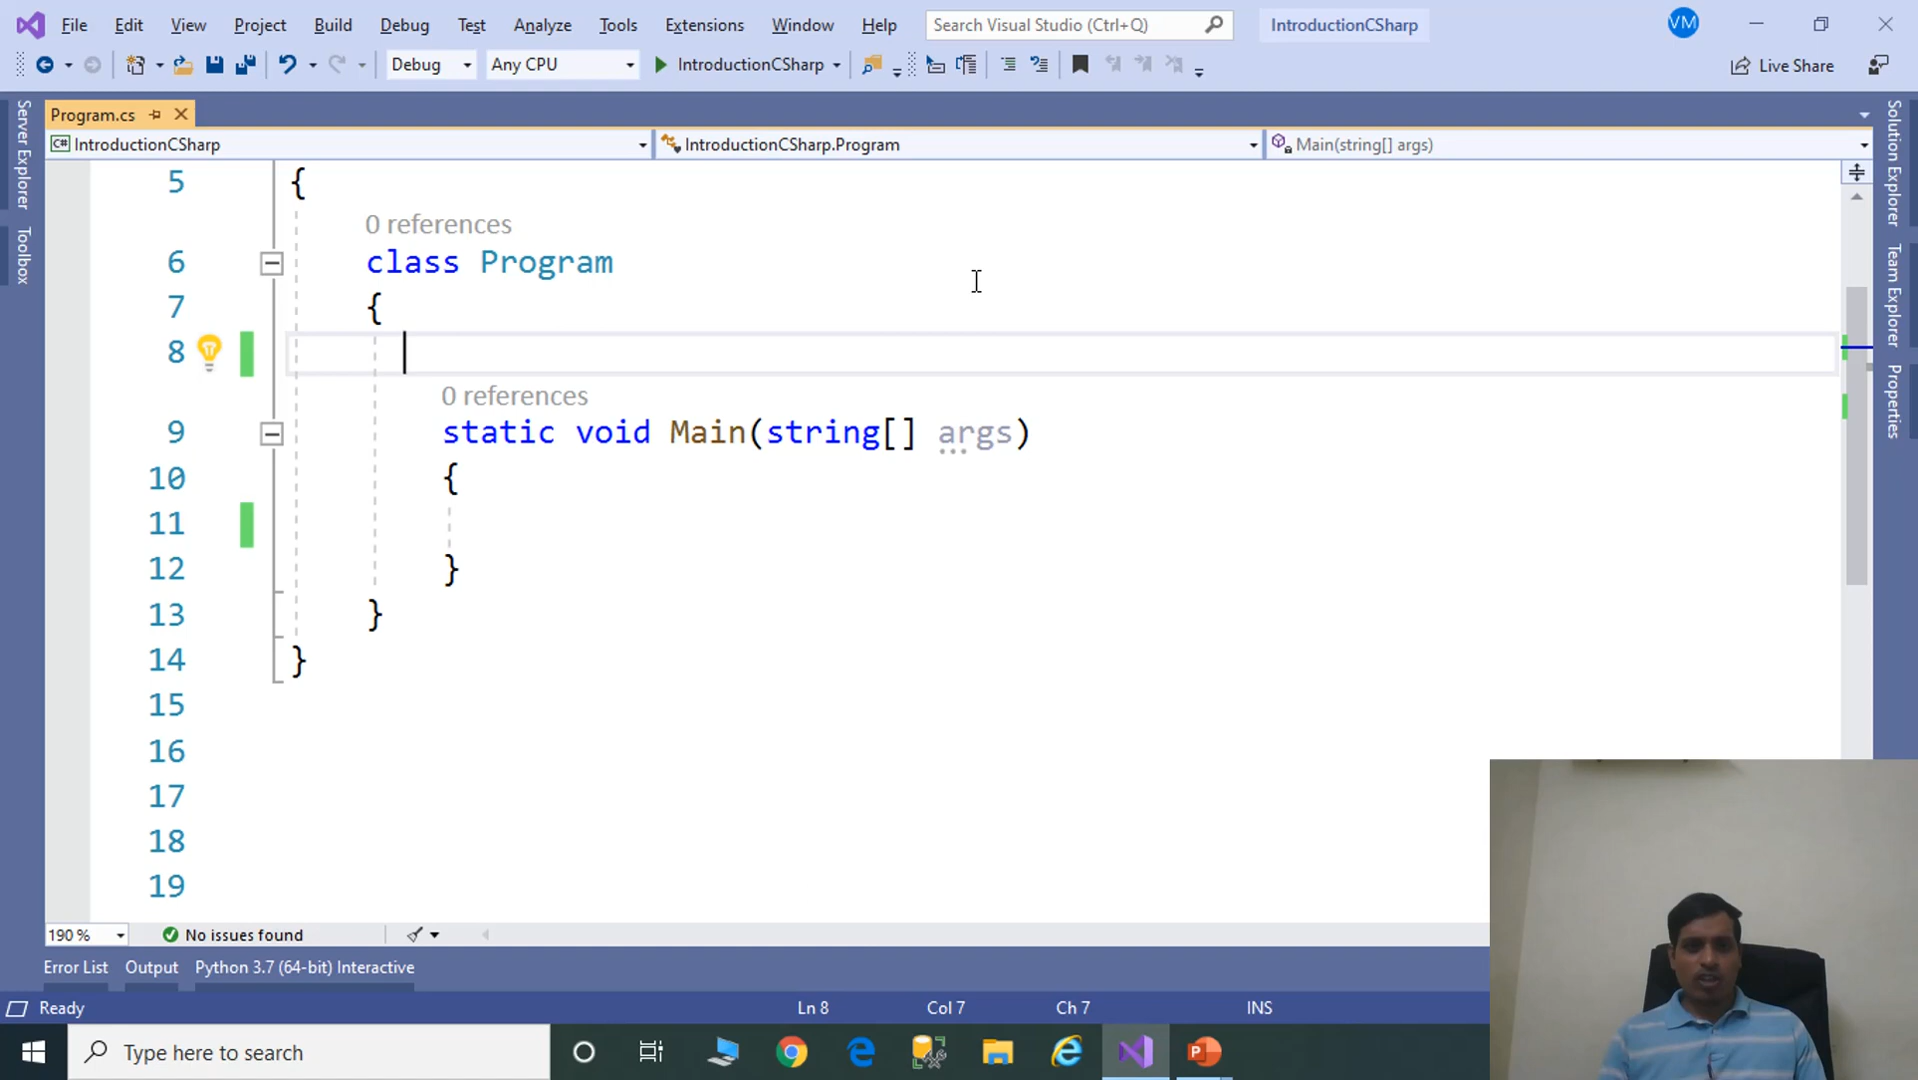 File Edit View Project Build Debug Test Analyze Tools Extensions Window Help Search Visual Studio (Ctrl+Q) IntroductionCSharp VM
Debug Any CPU IntroductionCSharp Live Share
Program.cs
IntroductionCSharp IntroductionCSharp.Program Main(string[] args)
Server Explorer
Toolbox
Solution Explorer
Team Explorer
Properties
5 {
0 references
6 class Program
7 {
8
0 references
9 static void Main(string[] args)
10 {
11
12 }
13 }
14 }
15
16
17
18
19
190 % No issues found
Error List Output Python 3.7 (64-bit) Interactive
Ready Ln 8 Col 7 Ch 7 INS
Type here to search